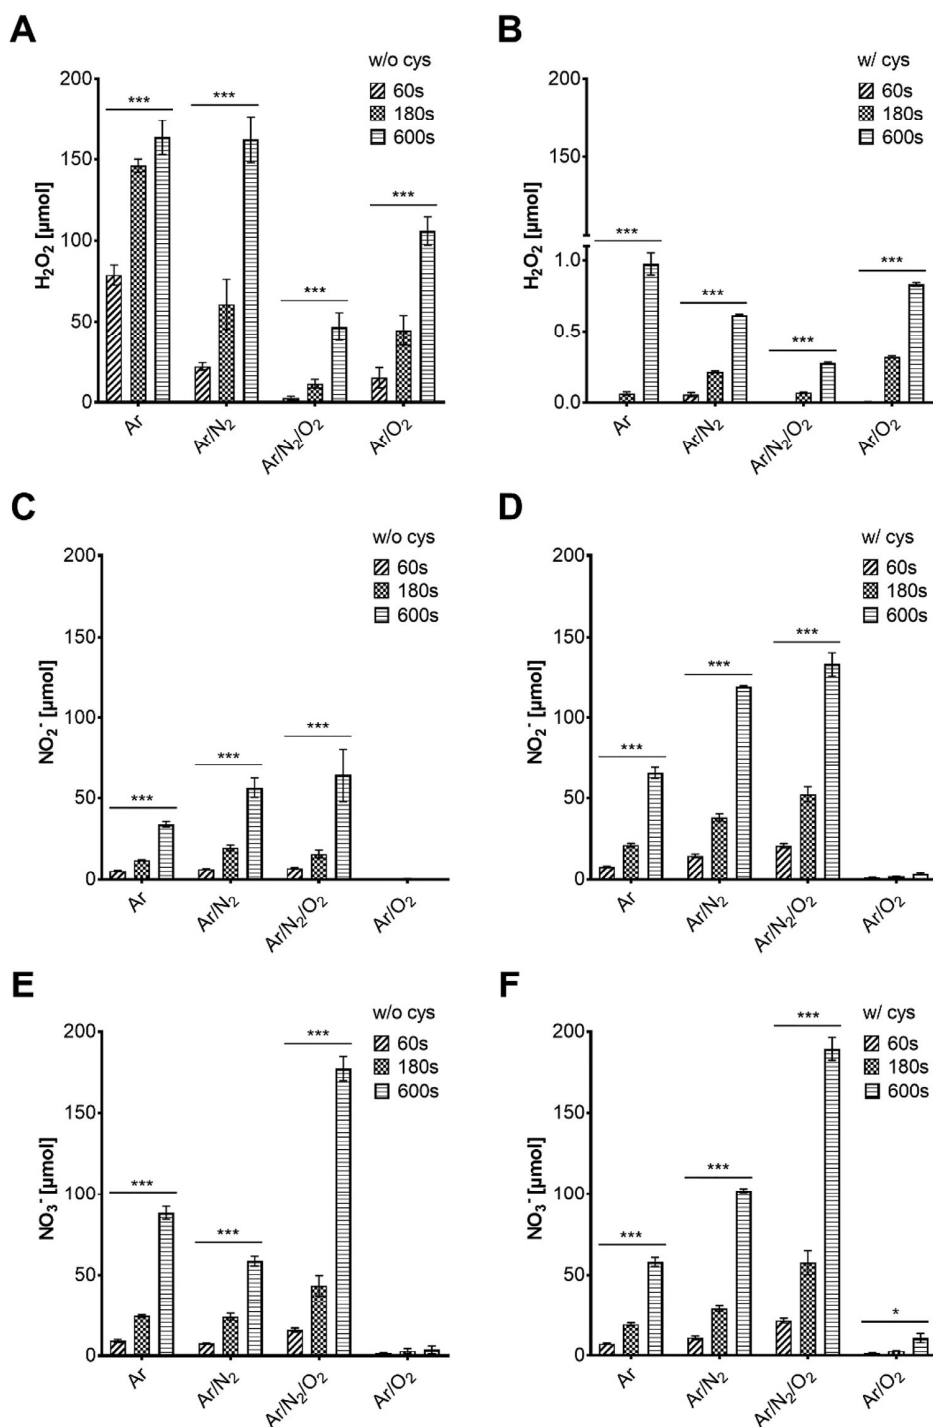 A
w/o cys
60s
180s
600s
H₂O₂ [µmol]
200
150
100
50
0
***
***
***
***
Ar
Ar/N₂
Ar/N₂/O₂
Ar/O₂
B
w/ cys
60s
180s
600s
H₂O₂ [µmol]
200
150
1.0
0.5
0.0
***
***
***
***
Ar
Ar/N₂
Ar/N₂/O₂
Ar/O₂
C
w/o cys
60s
180s
600s
NO₂⁻ [µmol]
200
150
100
50
0
***
***
***
Ar
Ar/N₂
Ar/N₂/O₂
Ar/O₂
D
w/ cys
60s
180s
600s
NO₂⁻ [µmol]
200
150
100
50
0
***
***
***
Ar
Ar/N₂
Ar/N₂/O₂
Ar/O₂
E
w/o cys
60s
180s
600s
NO₃⁻ [µmol]
200
150
100
50
0
***
***
***
Ar
Ar/N₂
Ar/N₂/O₂
Ar/O₂
F
w/ cys
60s
180s
600s
NO₃⁻ [µmol]
200
150
100
50
0
***
***
***
*
Ar
Ar/N₂
Ar/N₂/O₂
Ar/O₂